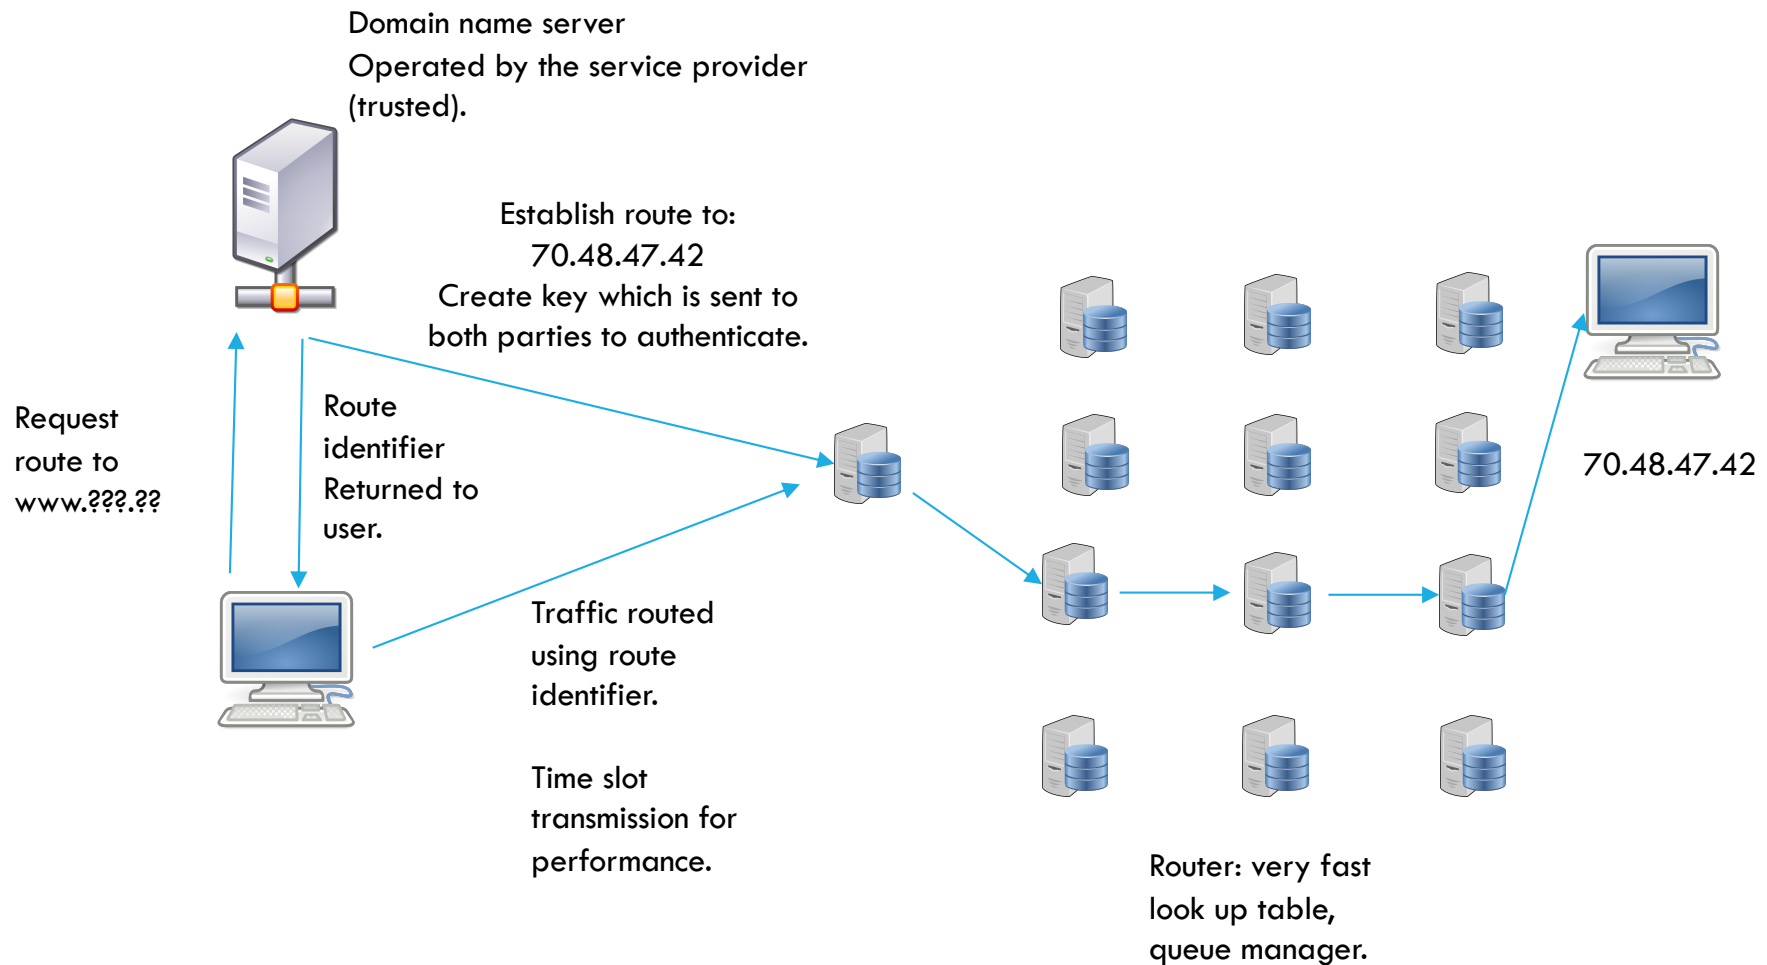 Domain name server
Operated by the service provider
(trusted).
Establish route to:
70.48.47.42
Create key which is sent to
both parties to authenticate.
Request
route to
www.???.??
Route
identifier
Returned to
user.
70.48.47.42
Traffic routed
using route
identifier.
Time slot
transmission for
performance.
Router: very fast
look up table,
queue manager.